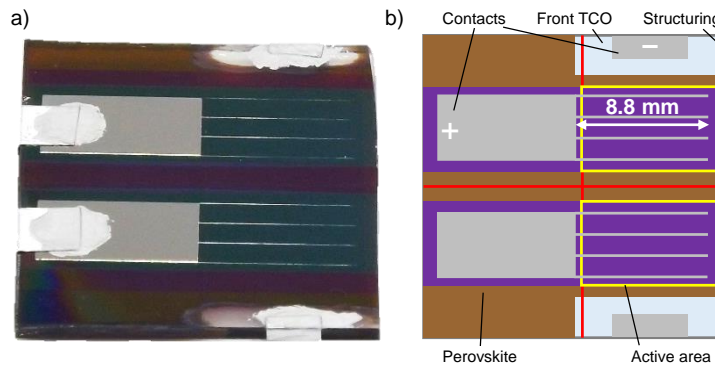 a)
b)
Contacts Front TCO Structuring
−
8.8 mm
+
Perovskite Active area